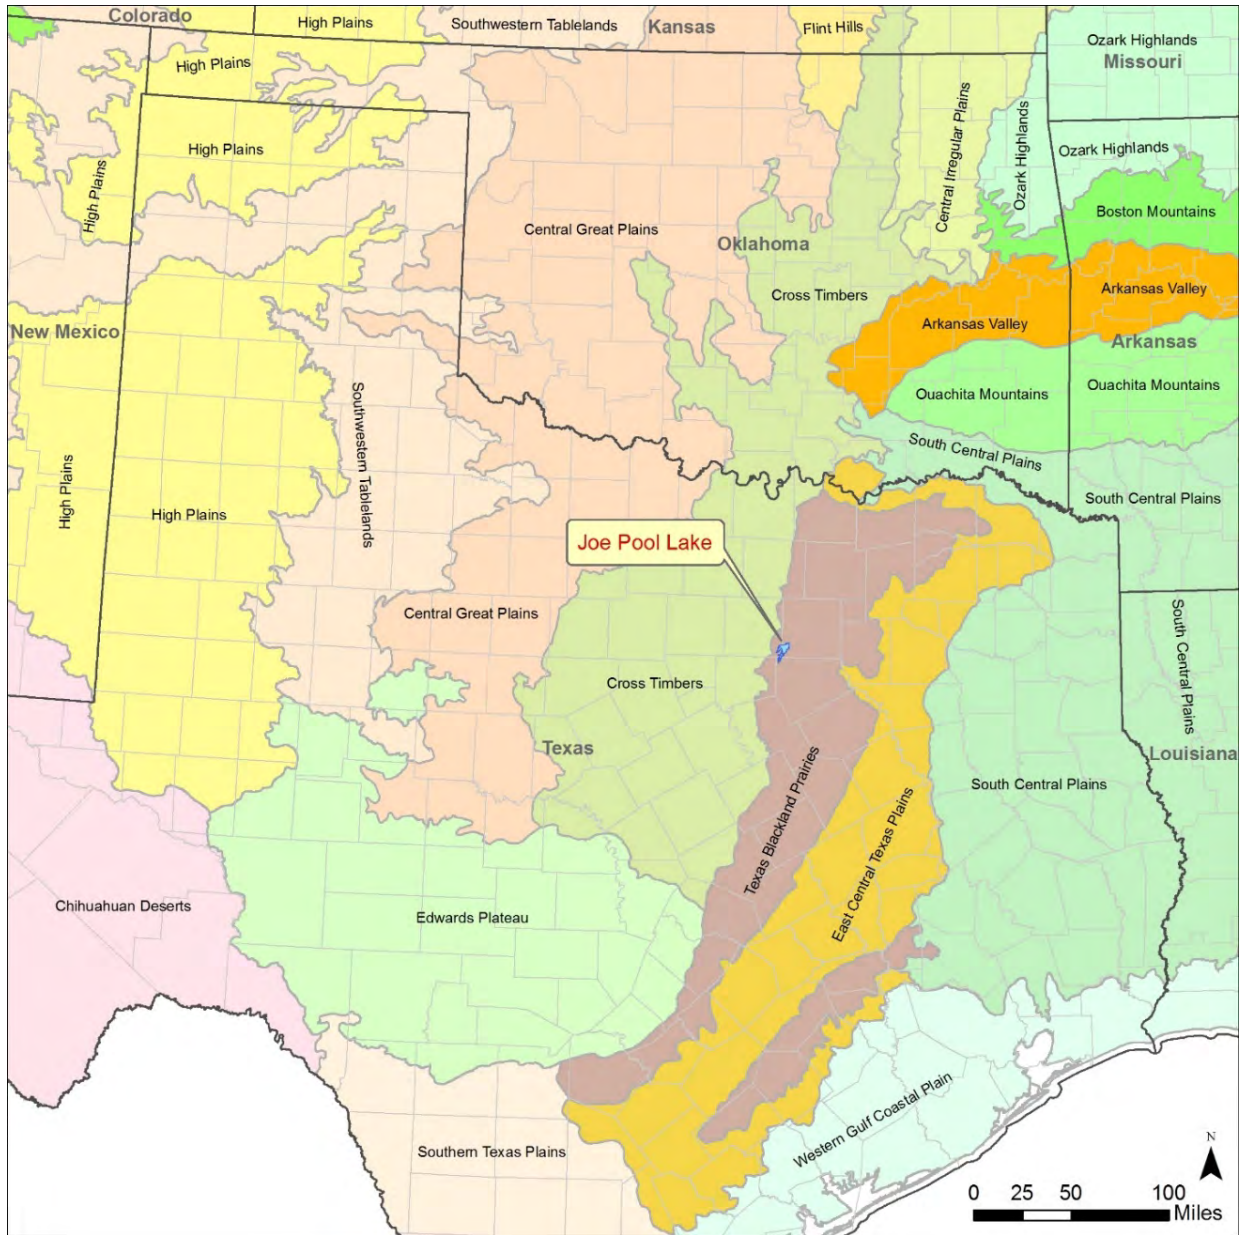 Colorado
High Plains
Southwestern Tablelands
Kansas
Flint Hills
Ozark Highlands
Missouri
High Plains
High Plains
High Plains
Central Irregular Plains
Ozark Highlands
Ozark Highlands
Boston Mountains
Central Great Plains
Oklahoma
Cross Timbers
Arkansas Valley
Arkansas Valley
New Mexico
Arkansas
Ouachita Mountains
Ouachita Mountains
Southwestern Tablelands
South Central Plains
South Central Plains
High Plains
High Plains
Joe Pool Lake
Central Great Plains
South Central Plains
Cross Timbers
Texas
Louisiana
South Central Plains
Texas Blackland Prairies
East Central Texas Plains
Chihuahuan Deserts
Edwards Plateau
Western Gulf Coastal Plain
Southern Texas Plains
N
0 25 50 100
Miles